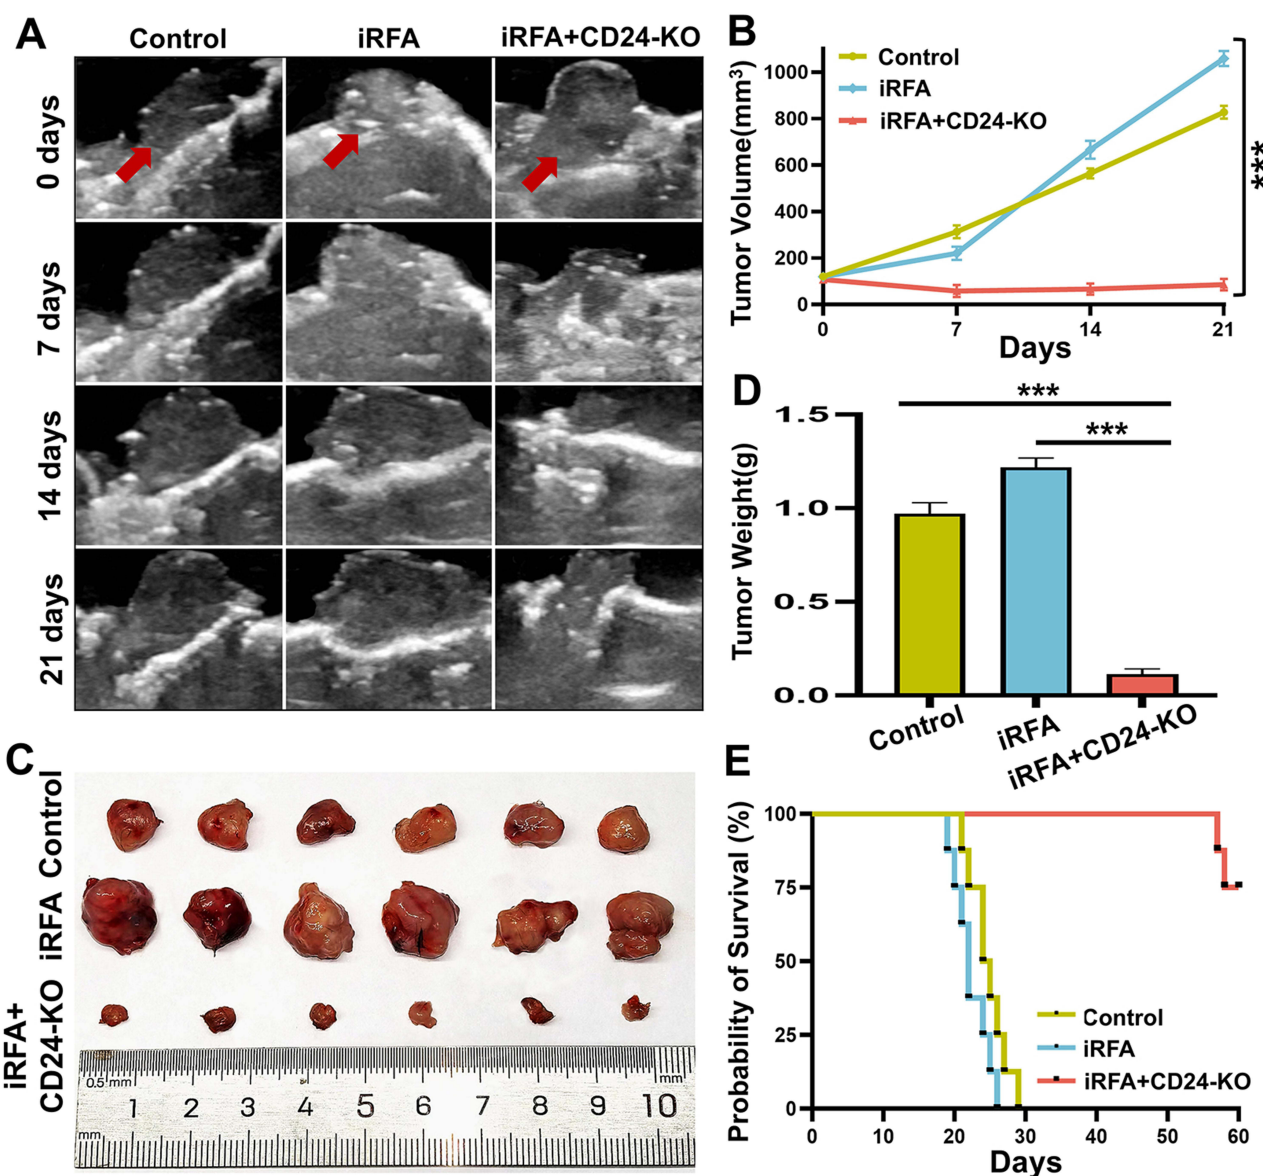 A
Control
iRFA
iRFA+CD24-KO
0 days
7 days
14 days
21 days
B
Control
iRFA
iRFA+CD24-KO
Tumor Volume(mm³)
1000
800
600
400
200
0
0 7 14 21
Days
***
D
***
***
Tumor Weight(g)
1.5
1.0
0.5
0.0
Control
iRFA
iRFA+CD24-KO
C
Control
iRFA
iRFA+
CD24-KO
0.5 mm
mm
1 2 3 4 5 6 7 8 9 10
mm
E
Probability of Survival (%)
100
75
50
25
0
Control
iRFA
iRFA+CD24-KO
0 10 20 30 40 50 60
Days